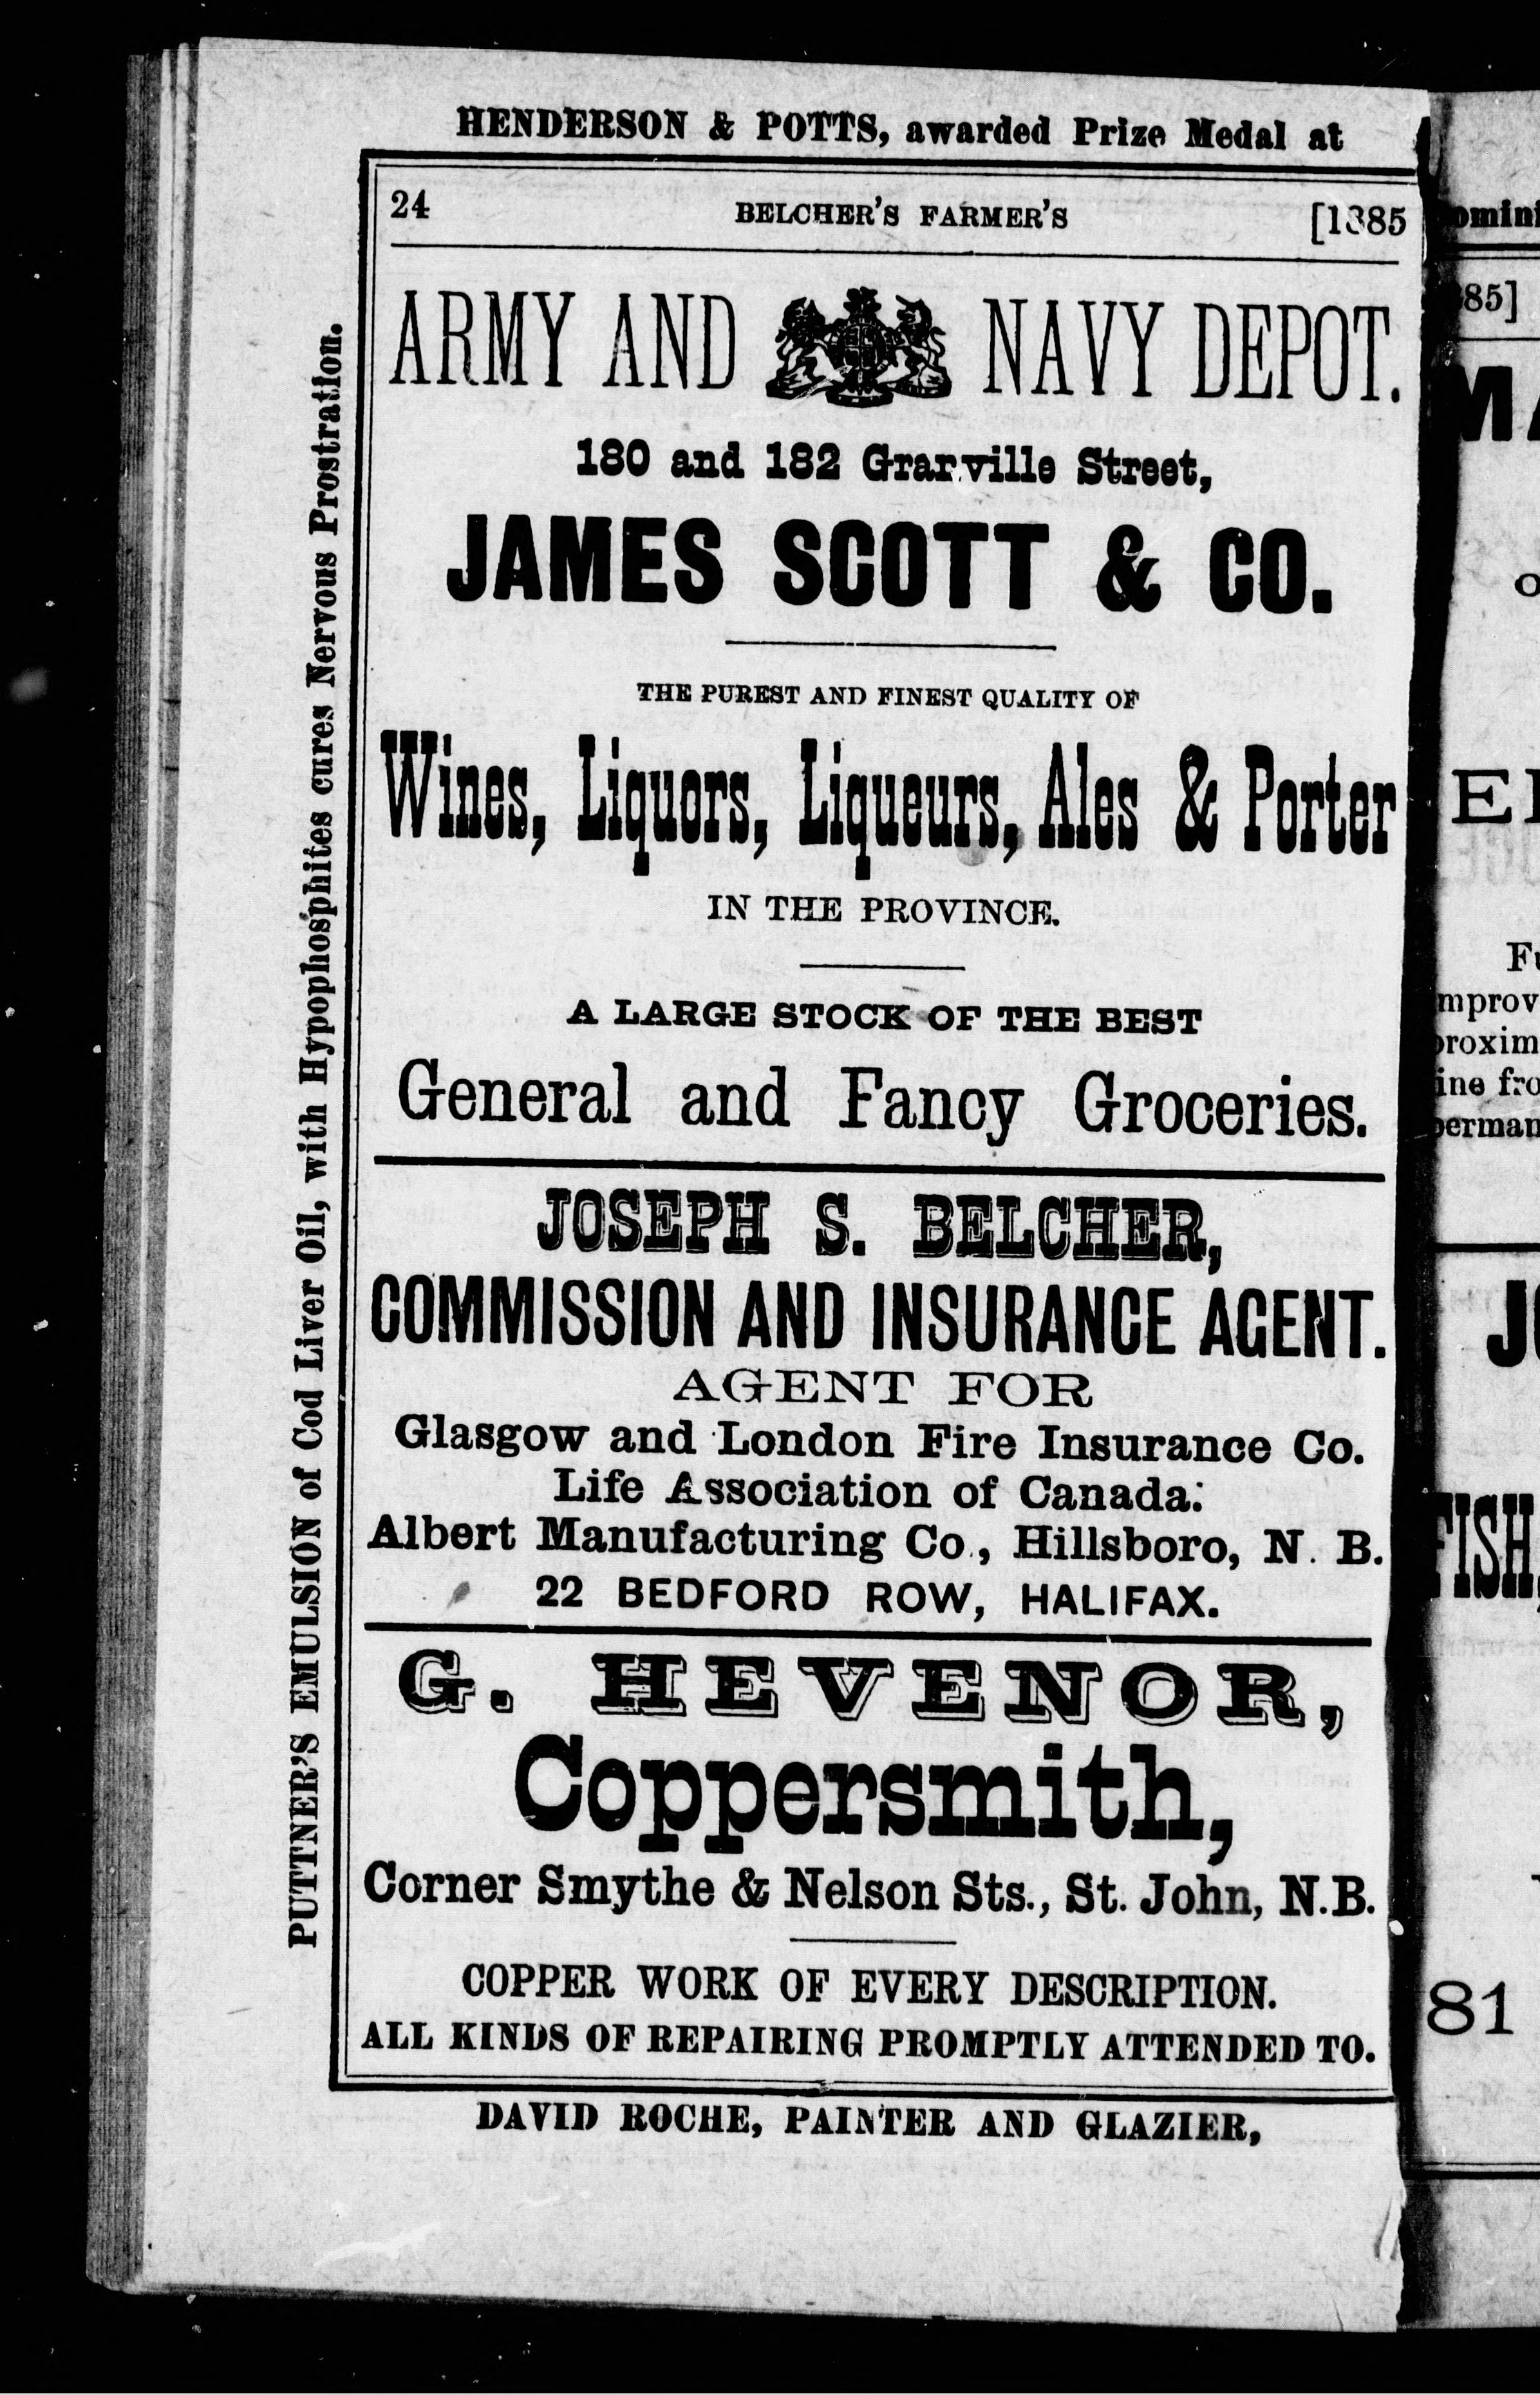 HENDERSON & POTTS, awarded Prize Medal at
24 BELCHER'S FARMER'S [1885
ARMY AND NAVY DEPOT.
180 and 182 Granville Street,
JAMES SCOTT & CO.
THE PUREST AND FINEST QUALITY OF
Wines, Liquors, Liqueurs, Ales & Porter
IN THE PROVINCE.
A LARGE STOCK OF THE BEST
General and Fancy Groceries.
JOSEPH S. BELCHER,
COMMISSION AND INSURANCE AGENT.
AGENT FOR
Glasgow and London Fire Insurance Co.
Life Association of Canada.
Albert Manufacturing Co., Hillsboro, N. B.
22 BEDFORD ROW, HALIFAX.
G. HEVENOR,
Coppersmith,
Corner Smythe & Nelson Sts., St. John, N.B.
COPPER WORK OF EVERY DESCRIPTION.
ALL KINDS OF REPAIRING PROMPTLY ATTENDED TO.
DAVID ROCHE, PAINTER AND GLAZIER,
PUTTNER'S EMULSION of Cod Liver Oil, with Hypophosphites cures Nervous Prostration.
85]
FISH,
81